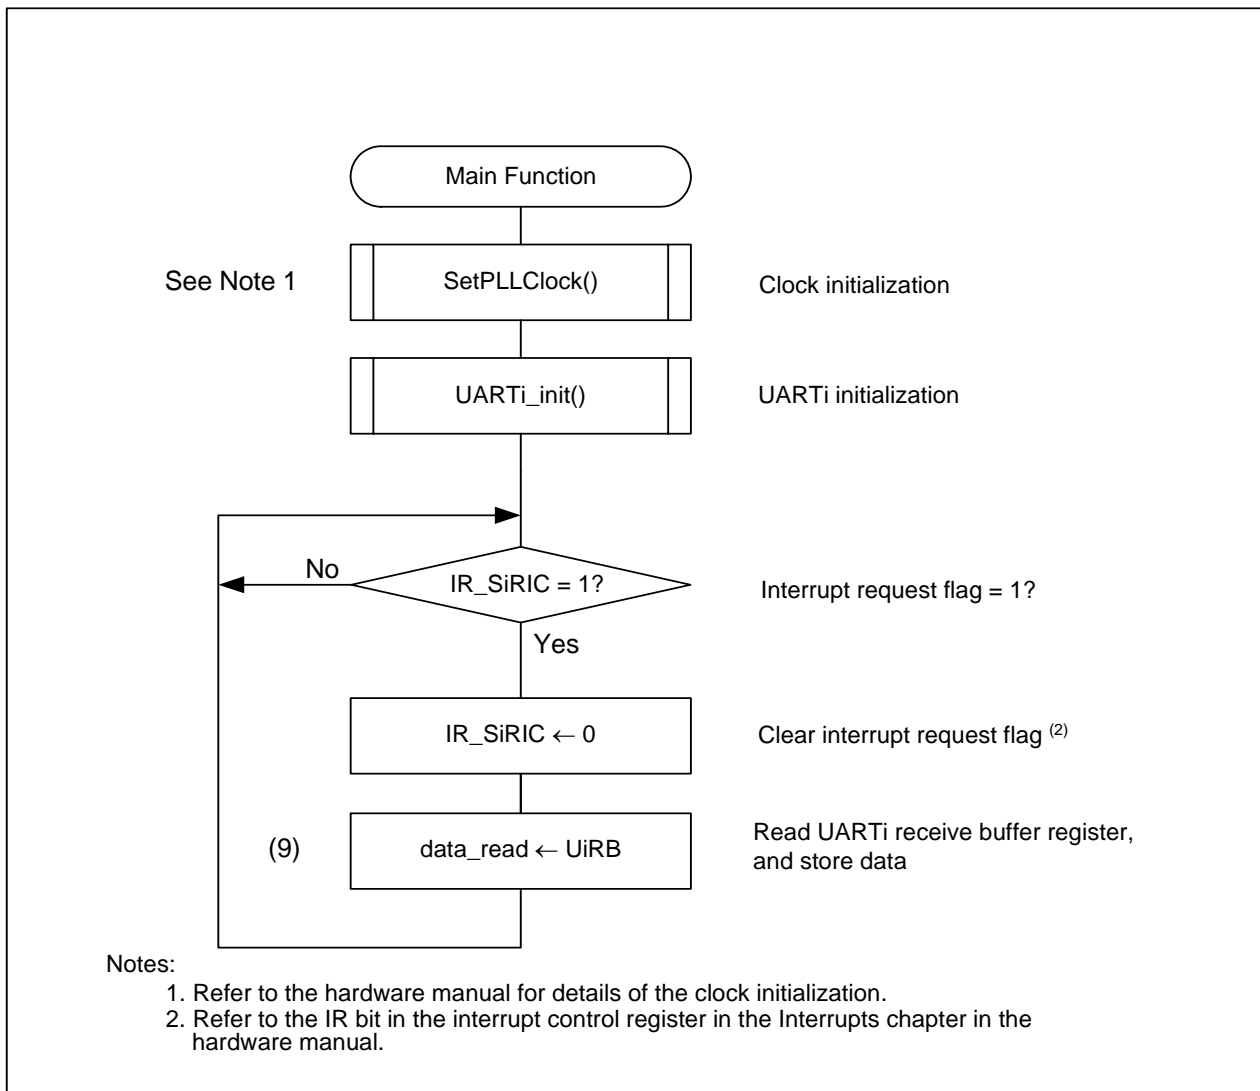 Main Function
See Note 1
SetPLLClock()
Clock initialization
UARTi_init()
UARTi initialization
No
IR_SiRIC = 1?
Interrupt request flag = 1?
Yes
IR_SiRIC ← 0
Clear interrupt request flag (2)
(9)
data_read ← UiRB
Read UARTi receive buffer register,
and store data
Notes:
1. Refer to the hardware manual for details of the clock initialization.
2. Refer to the IR bit in the interrupt control register in the Interrupts chapter in the
hardware manual.